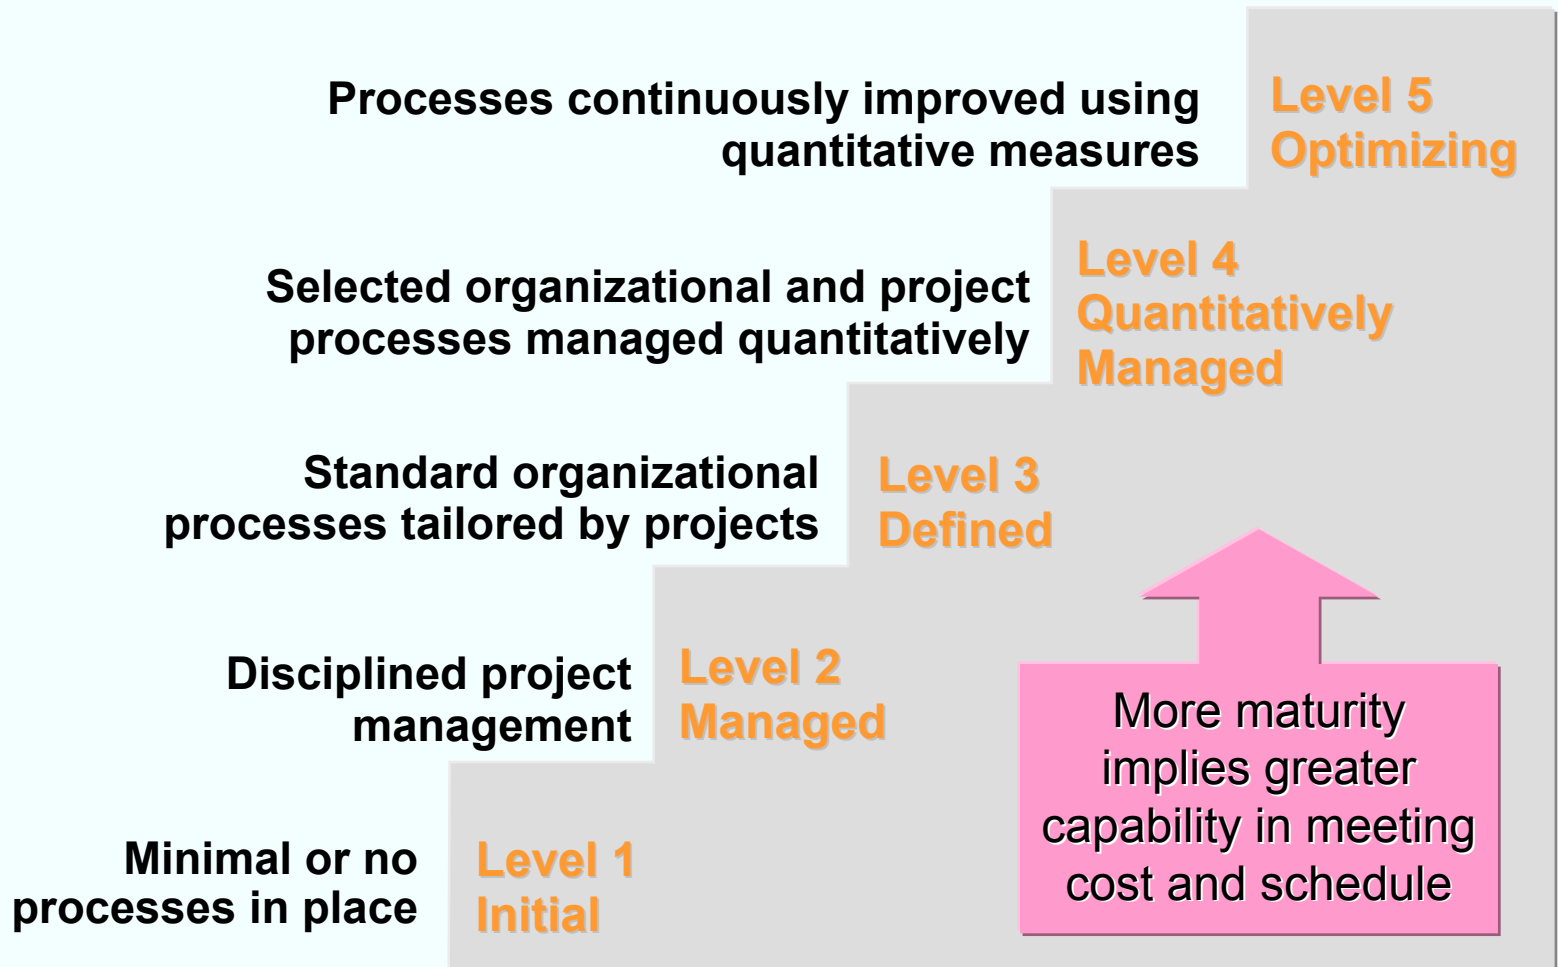 Processes continuously improved using
quantitative measures
Level 5
Optimizing
Selected organizational and project
processes managed quantitatively
Level 4
Quantitatively
Managed
Standard organizational
processes tailored by projects
Level 3
Defined
Disciplined project
management
Level 2
Managed
Minimal or no
processes in place
Level 1
Initial
More maturity
implies greater
capability in meeting
cost and schedule